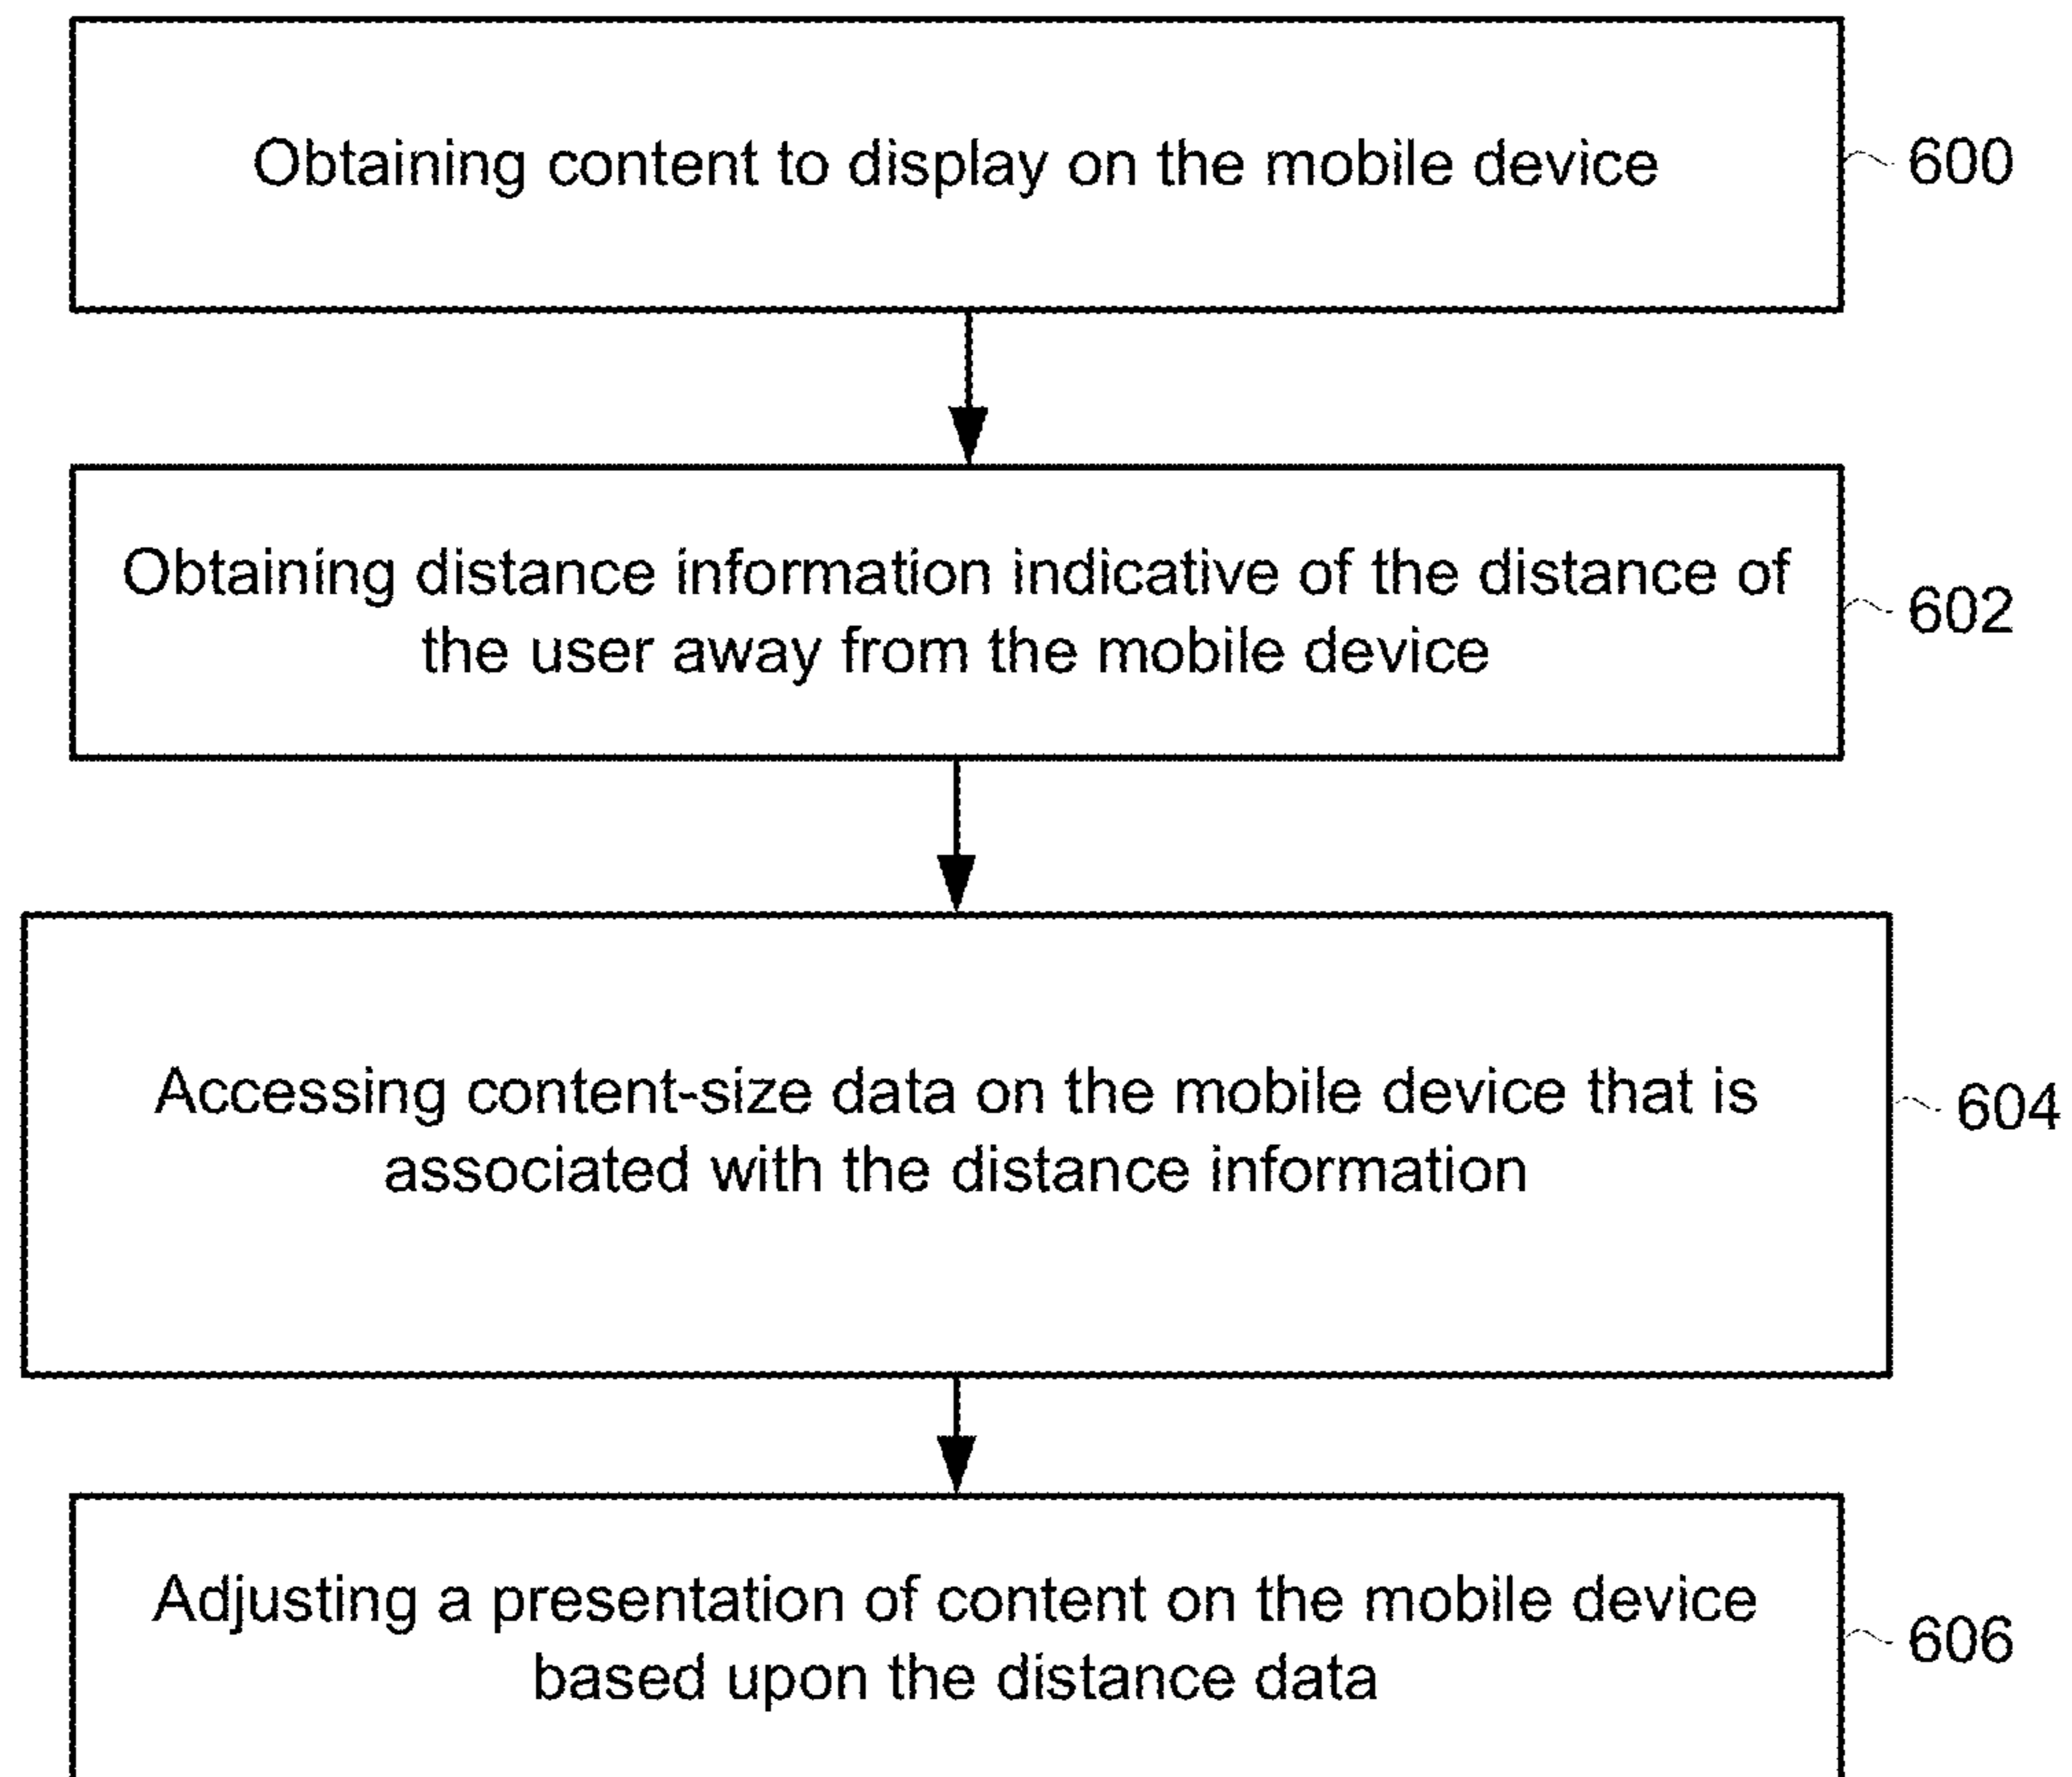 Obtaining content to display on the mobile device
600
Obtaining distance information indicative of the distance of
the user away from the mobile device
602
Accessing content-size data on the mobile device that is
associated with the distance information
604
Adjusting a presentation of content on the mobile device
based upon the distance data
606